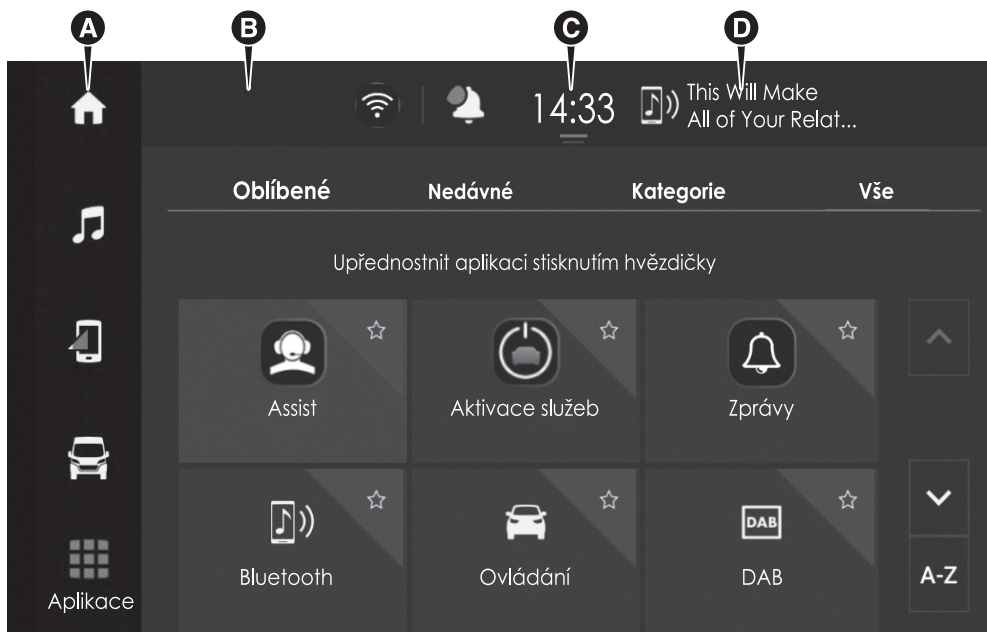 A B C D
14:33
This Will Make
All of Your Relat...
Oblíbené Nedávné Kategorie Vše
Upřednostnit aplikaci stisknutím hvězdičky
Assist Aktivace služeb Zprávy
DAB
Bluetooth Ovládání DAB
A-Z
Aplikace